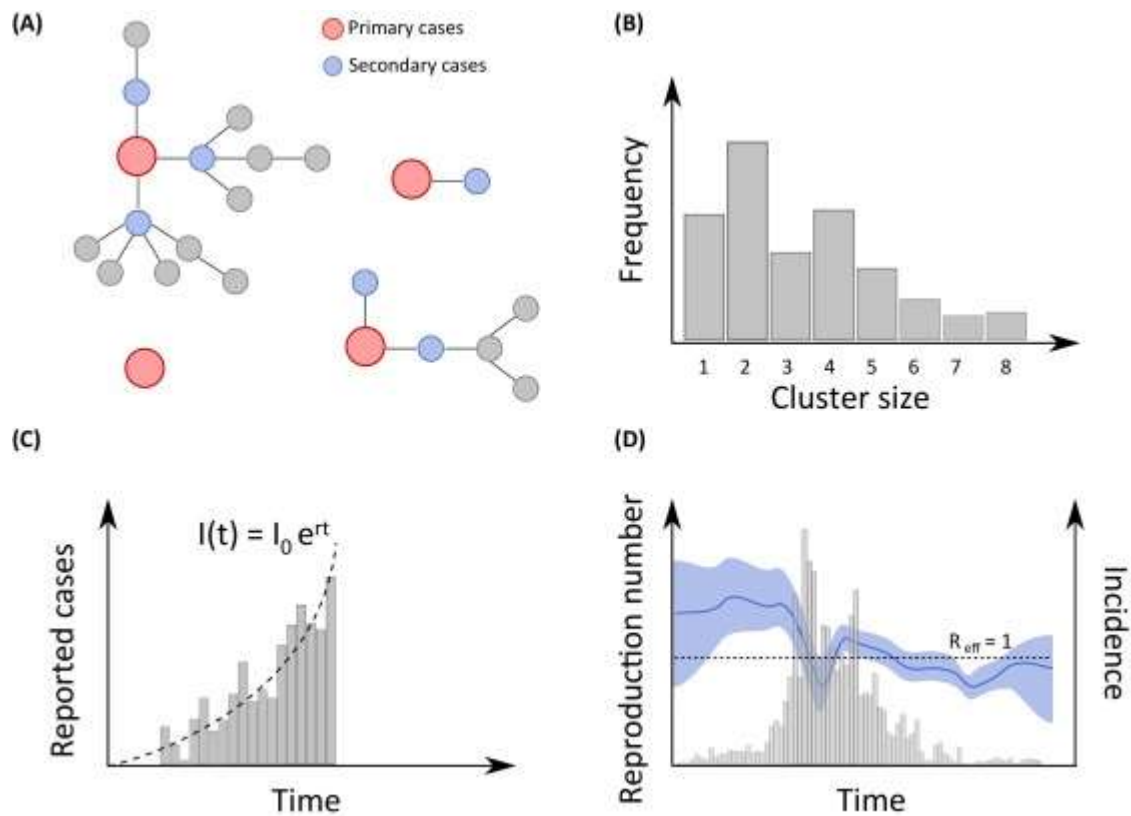 (A)
Primary cases
Secondary cases
(B)
Frequency
1 2 3 4 5 6 7 8
Cluster size
(C)
I(t) = I₀ eʳᵗ
Reported cases
Time
(D)
Reproduction number
R eff = 1
Incidence
Time